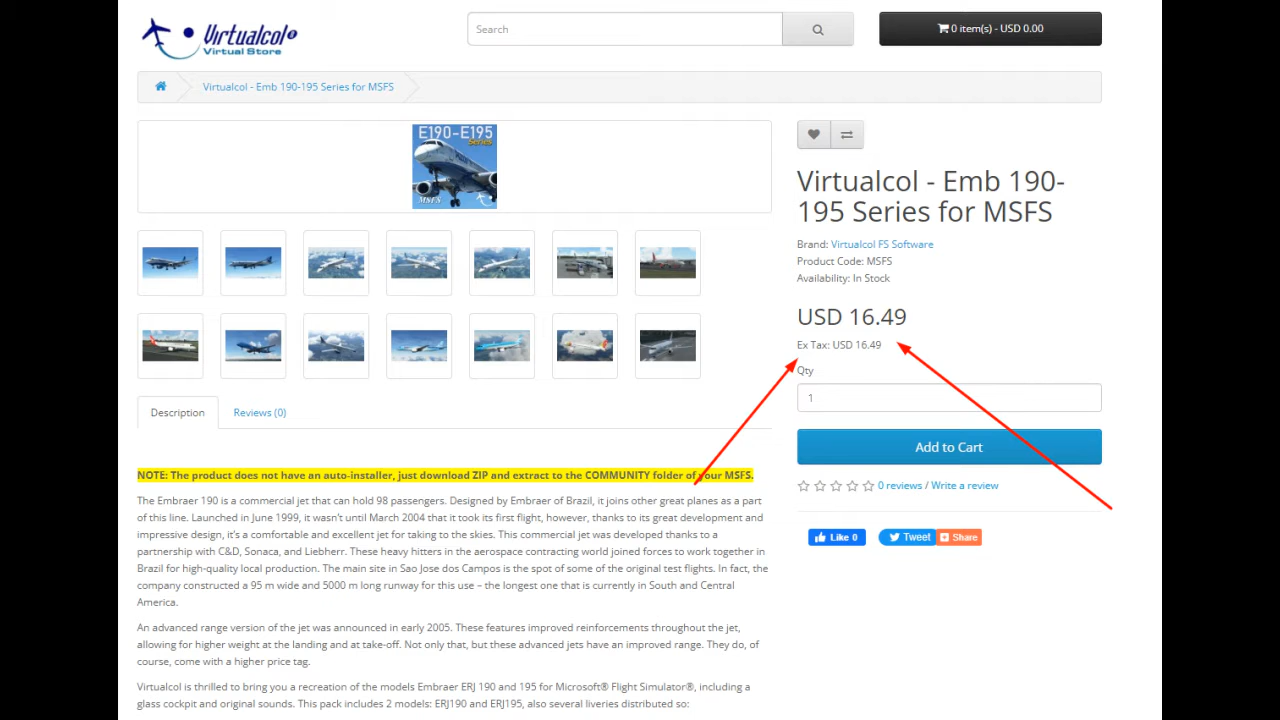 Virtualcol
Virtual Store
Search
0 item(s) - USD 0.00
Virtualcol - Emb 190-195 Series for MSFS
E190-E195
Series
MSFS
Virtualcol - Emb 190-
195 Series for MSFS
Brand: Virtualcol FS Software
Product Code: MSFS
Availability: In Stock
USD 16.49
Ex Tax: USD 16.49
Qty
1
Add to Cart
0 reviews / Write a review
Like 0
Tweet
Share
Description
Reviews (0)
NOTE: The product does not have an auto-installer, just download ZIP and extract to the COMMUNITY folder of your MSFS.
The Embraer 190 is a commercial jet that can hold 98 passengers. Designed by Embraer of Brazil, it joins other great planes as a part
of this line. Launched in June 1999, it wasn't until March 2004 that it took its first flight, however, thanks to its great development and
impressive design, it's a comfortable and excellent jet for taking to the skies. This commercial jet was developed thanks to a
partnership with C&D, Sonaca, and Liebherr. These heavy hitters in the aerospace contracting world joined forces to work together in
Brazil for high-quality local production. The main site in Sao Jose dos Campos is the spot of some of the original test flights. In fact, the
company constructed a 95 m wide and 5000 m long runway for this use – the longest one that is currently in South and Central
America.
An advanced range version of the jet was announced in early 2005. These features improved reinforcements throughout the jet,
allowing for higher weight at the landing and at take-off. Not only that, but these advanced jets have an improved range. They do, of
course, come with a higher price tag.
Virtualcol is thrilled to bring you a recreation of the models Embraer ERJ 190 and 195 for Microsoft® Flight Simulator®, including a
glass cockpit and original sounds. This pack includes 2 models: ERJ190 and ERJ195, also several liveries distributed so: